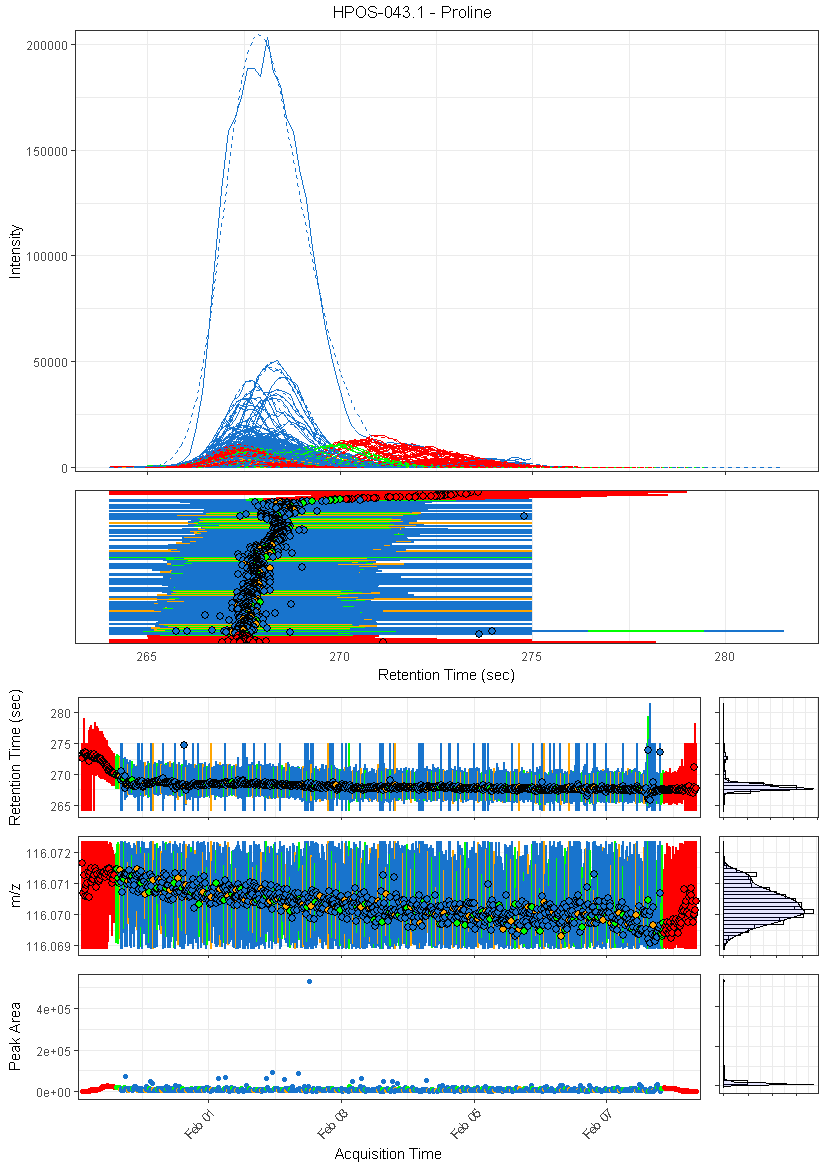 HPOS-043.1 - Proline
Intensity
200000
150000
100000
50000
0
265
270
275
280
Retention Time (sec)
Retention Time (sec)
280
275
270
265
m/z
116.072
116.071
116.070
116.069
Peak Area
4e+05
2e+05
0e+00
Feb 01
Feb 03
Feb 05
Feb 07
Acquisition Time